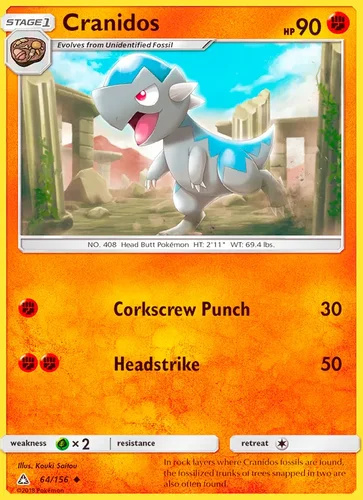 STAGE 1 Cranidos HP 90
Evolves from Unidentified Fossil
NO. 408 Head Butt Pokémon HT: 2'11" WT: 69.4 lbs.
Corkscrew Punch 30
Headstrike 50
weakness × 2 resistance retreat
Illus. Kouki Saitou
In rock layers where Cranidos fossils are found,
the fossilized trunks of trees snapped in two are
also often found.
64/156
©2018 Pokémon